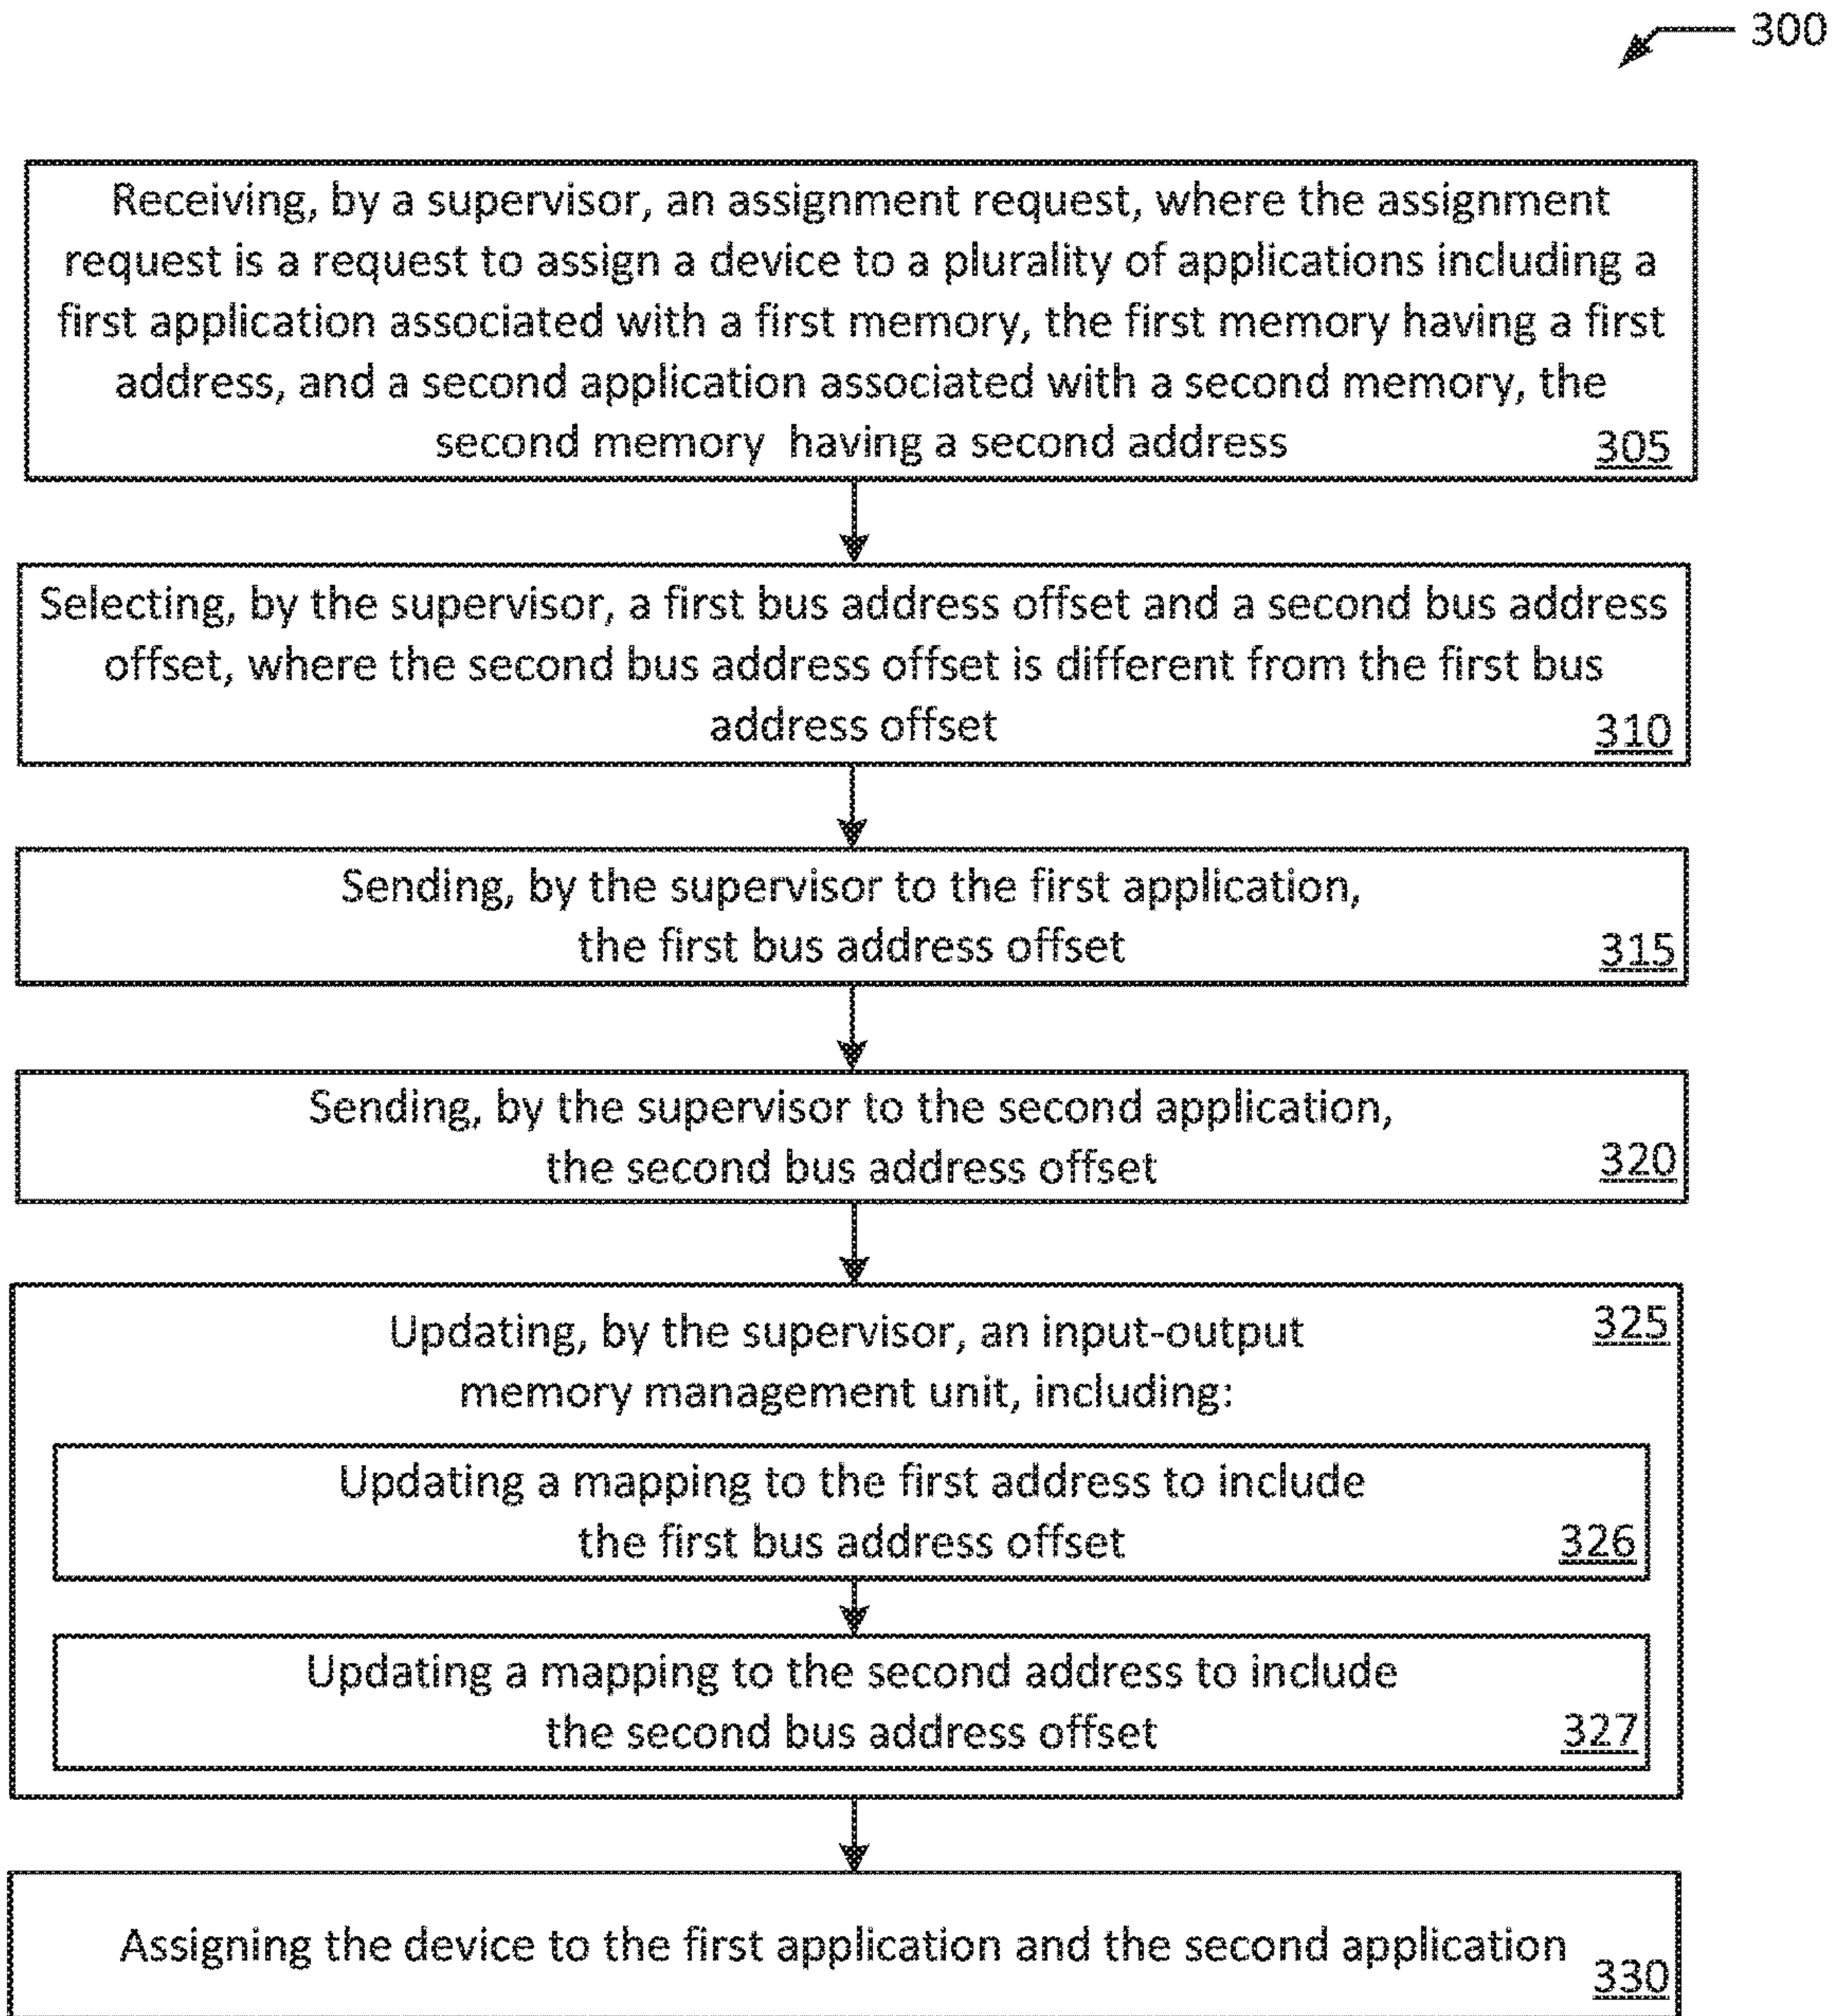 300
Receiving, by a supervisor, an assignment request, where the assignment
request is a request to assign a device to a plurality of applications including a
first application associated with a first memory, the first memory having a first
address, and a second application associated with a second memory, the
second memory having a second address 305
Selecting, by the supervisor, a first bus address offset and a second bus address
offset, where the second bus address offset is different from the first bus
address offset 310
Sending, by the supervisor to the first application,
the first bus address offset 315
Sending, by the supervisor to the second application,
the second bus address offset 320
Updating, by the supervisor, an input-output 325
memory management unit, including:
Updating a mapping to the first address to include
the first bus address offset 326
Updating a mapping to the second address to include
the second bus address offset 327
Assigning the device to the first application and the second application 330